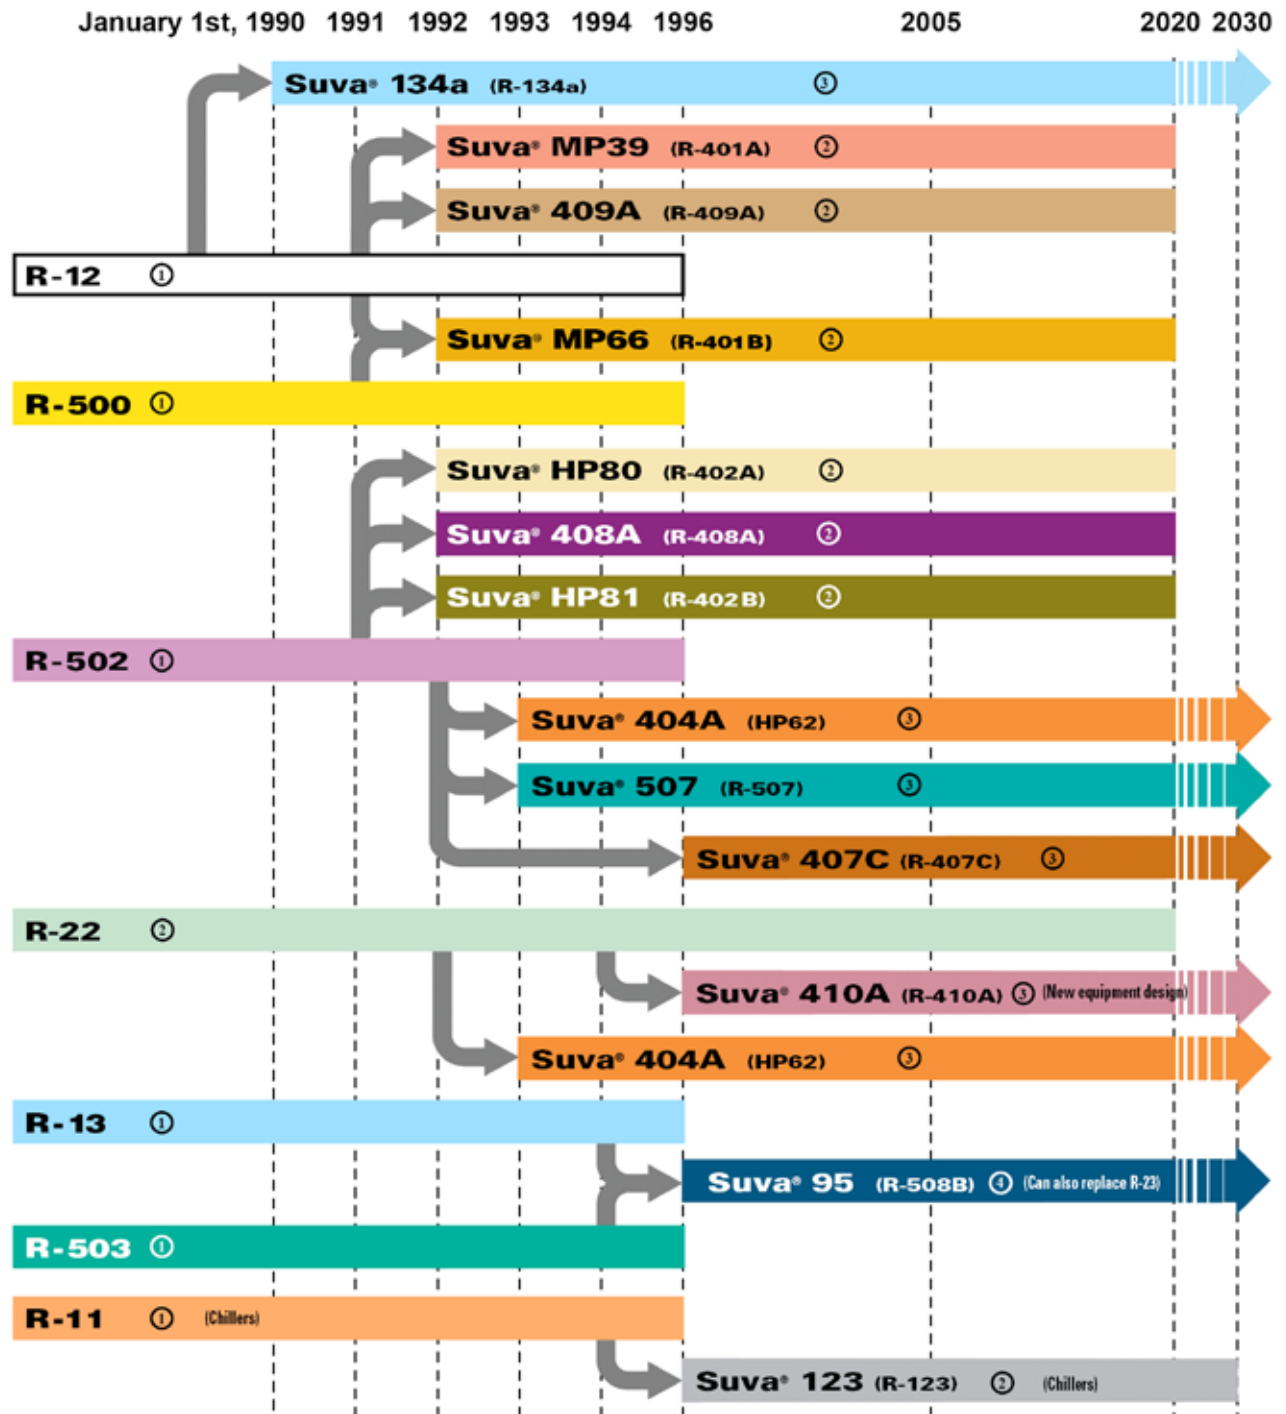 January 1st, 1990 1991 1992 1993 1994 1996 2005 2020 2030
Suva® 134a (R-134a) ③
Suva® MP39 (R-401A) ②
Suva® 409A (R-409A) ②
R-12 ①
Suva® MP66 (R-401B) ②
R-500 ①
Suva® HP80 (R-402A) ②
Suva® 408A (R-408A) ②
Suva® HP81 (R-402B) ②
R-502 ①
Suva® 404A (HP62) ③
Suva® 507 (R-507) ③
Suva® 407C (R-407C) ③
R-22 ②
Suva® 410A (R-410A) ③ (New equipment design)
Suva® 404A (HP62) ③
R-13 ①
Suva® 95 (R-508B) ④ (Can also replace R-23)
R-503 ①
R-11 ① (Chillers)
Suva® 123 (R-123) ② (Chillers)